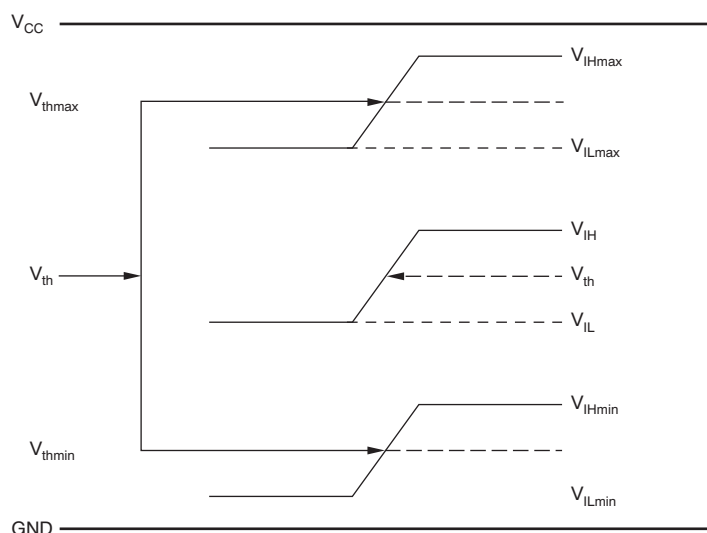 V_CC
V_IHmax
V_thmax
V_ILmax
V_IH
V_th V_th
V_IL
V_IHmin
V_thmin
V_ILmin
GND